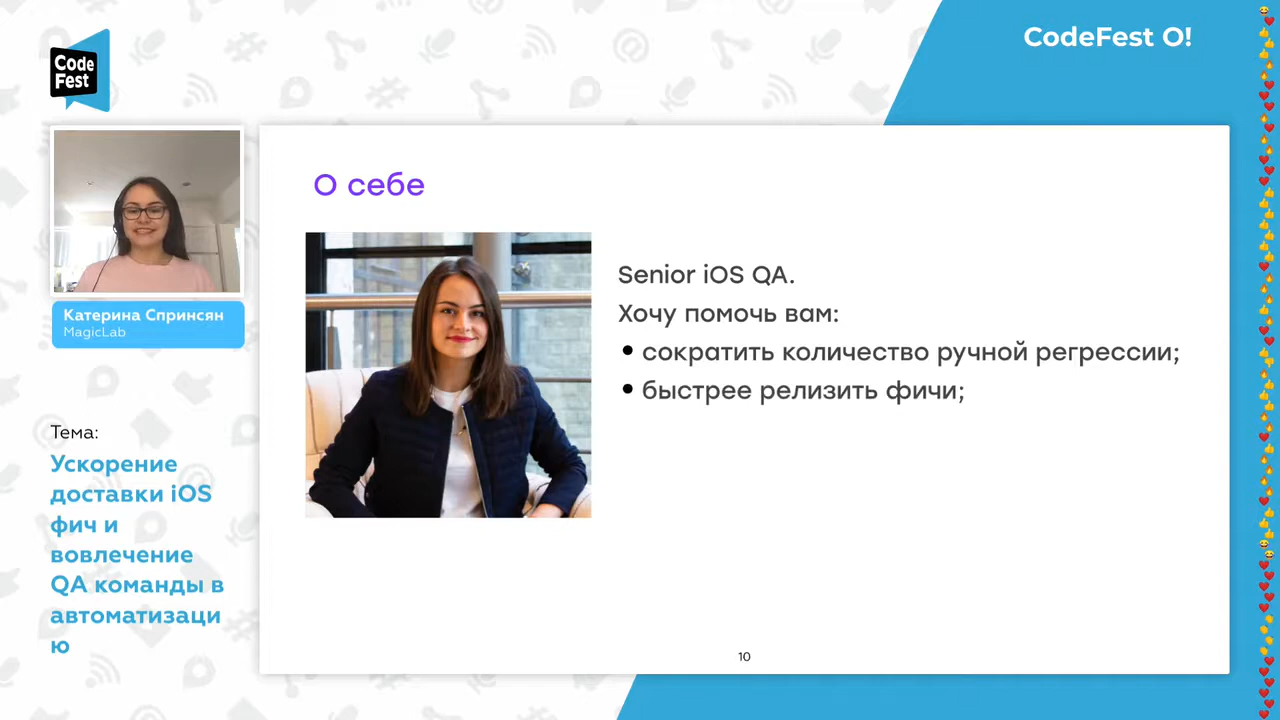 CodeFest O!
Code
Fest
Катерина Спринсян
MagicLab
Тема:
Ускорение
доставки iOS
фич и
вовлечение
QA команды в
автоматизаци
ю
О себе
Senior iOS QA.
Хочу помочь вам:
• сократить количество ручной регрессии;
• быстрее релизить фичи;
10